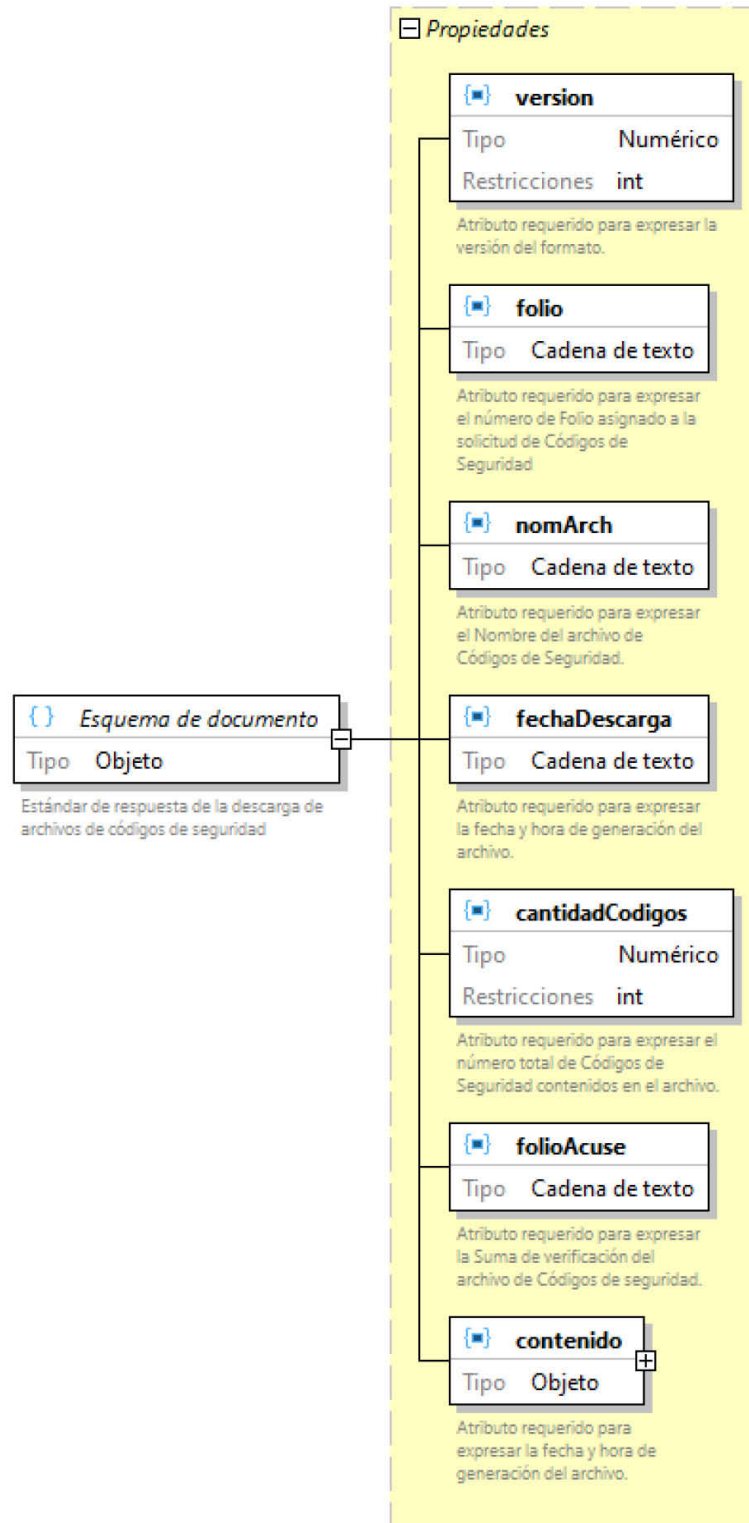 Propiedades
version
Tipo Numérico
Restricciones int
Atributo requerido para expresar la
versión del formato.
folio
Tipo Cadena de texto
Atributo requerido para expresar
el número de Folio asignado a la
solicitud de Códigos de
Seguridad
nomArch
Tipo Cadena de texto
Atributo requerido para expresar
el Nombre del archivo de
Códigos de Seguridad.
Esquema de documento
Tipo Objeto
Estándar de respuesta de la descarga de
archivos de códigos de seguridad
fechaDescarga
Tipo Cadena de texto
Atributo requerido para expresar
la fecha y hora de generación del
archivo.
cantidadCodigos
Tipo Numérico
Restricciones int
Atributo requerido para expresar el
número total de Códigos de
Seguridad contenidos en el archivo.
folioAcuse
Tipo Cadena de texto
Atributo requerido para expresar
la Suma de verificación del
archivo de Códigos de seguridad.
contenido
Tipo Objeto
Atributo requerido para
expresar la fecha y hora de
generación del archivo.